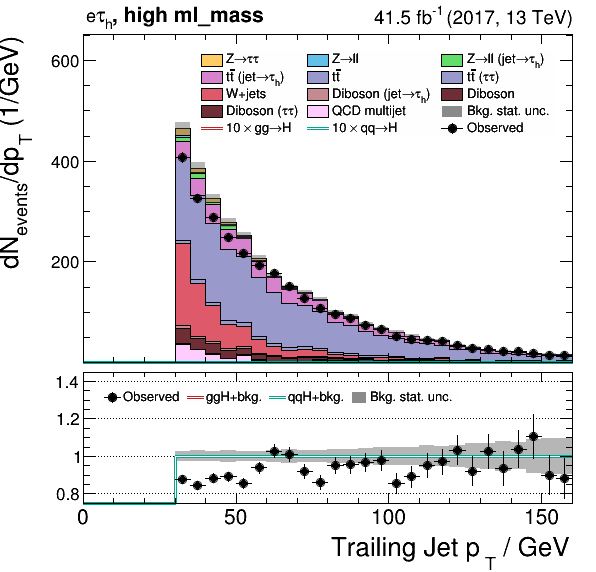 eτh, high ml_mass 41.5 fb-1 (2017, 13 TeV)
dNevents/dpT (1/GeV)
600
400
200
Z→ττ Z→ll Z→ll (jet→τh)
tt̄ (jet→τh) tt̄ tt̄ (ττ)
W+jets Diboson (jet→τh) Diboson
Diboson (ττ) QCD multijet Bkg. stat. unc.
10 × gg→H 10 × qq→H Observed
1.4
1.2
1
0.8
Observed ggH+bkg. qqH+bkg. Bkg. stat. unc.
0 50 100 150
Trailing Jet pT / GeV